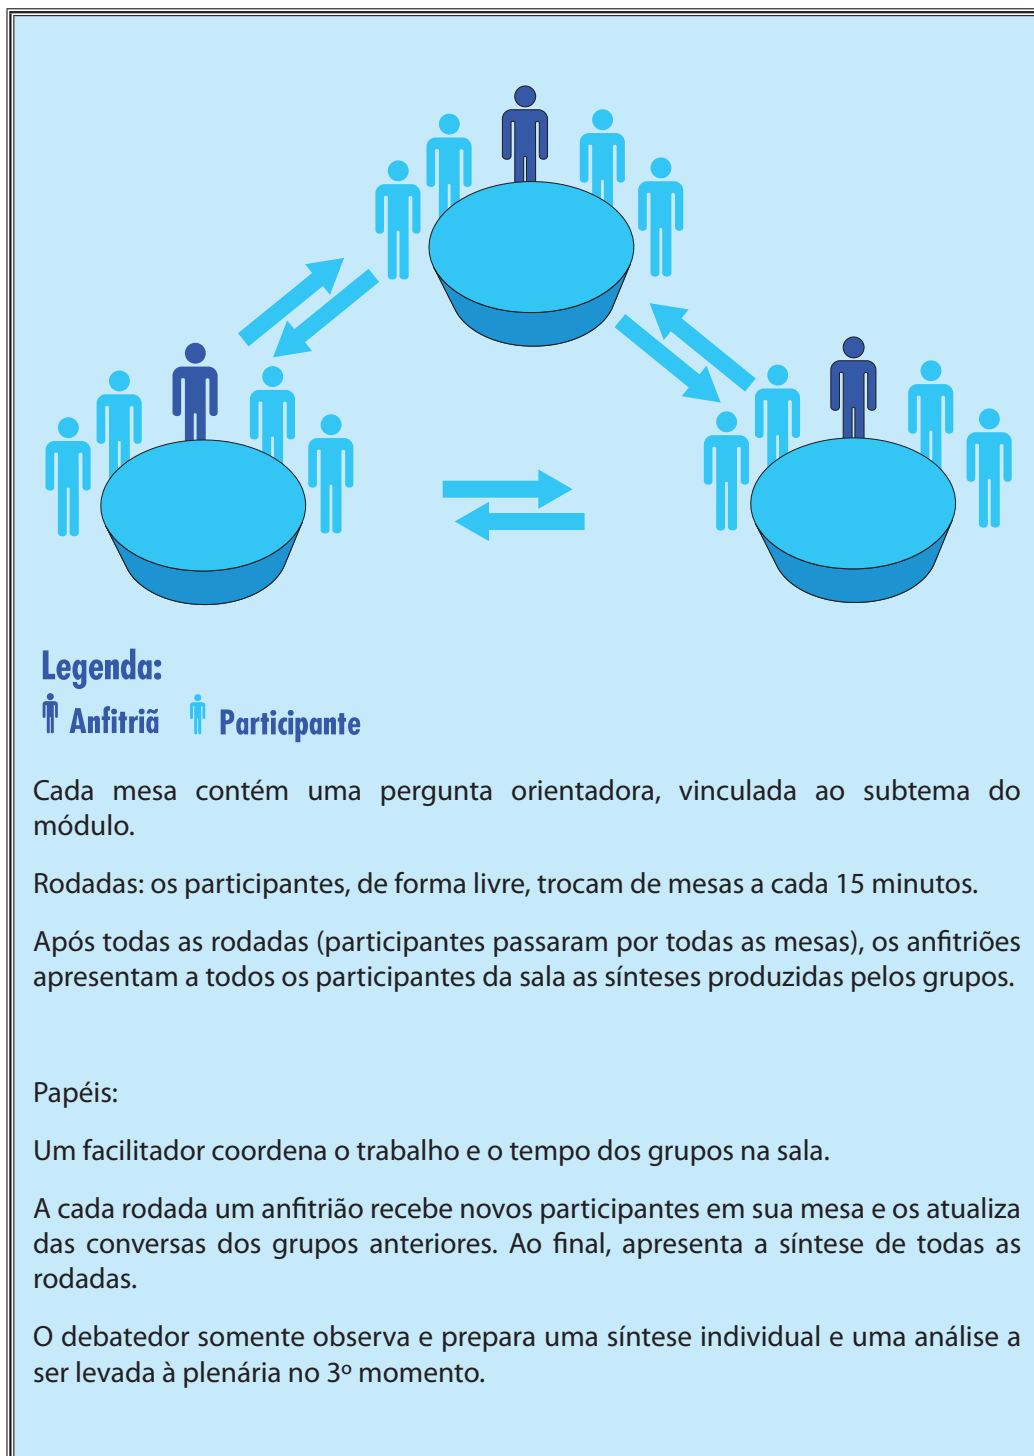 Legenda:
Anfitriã Participante
Cada mesa contém uma pergunta orientadora, vinculada ao subtema do
módulo.
Rodadas: os participantes, de forma livre, trocam de mesas a cada 15 minutos.
Após todas as rodadas (participantes passaram por todas as mesas), os anfitriões
apresentam a todos os participantes da sala as sínteses produzidas pelos grupos.
Papéis:
Um facilitador coordena o trabalho e o tempo dos grupos na sala.
A cada rodada um anfitrião recebe novos participantes em sua mesa e os atualiza
das conversas dos grupos anteriores. Ao final, apresenta a síntese de todas as
rodadas.
O debatedor somente observa e prepara uma síntese individual e uma análise a
ser levada à plenária no 3º momento.